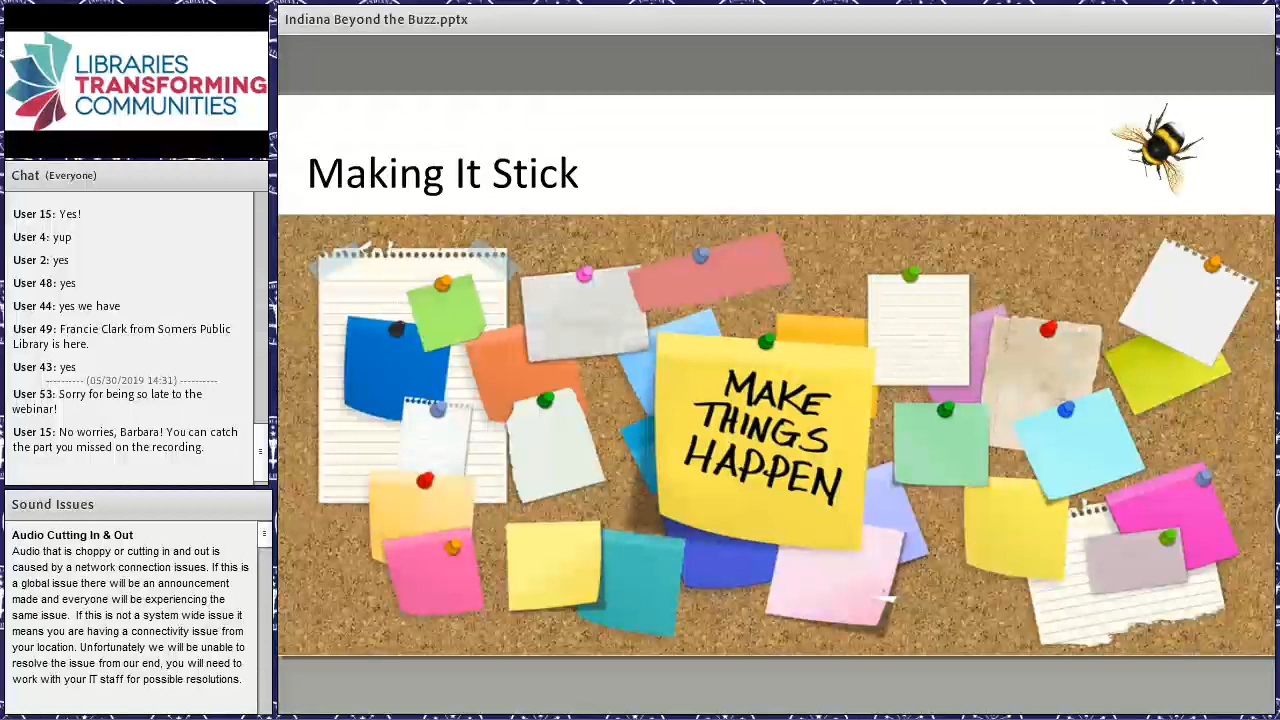 Indiana Beyond the Buzz.pptx
LIBRARIES
TRANSFORMING
COMMUNITIES
Chat (Everyone)
User 15: Yes!
User 4: yup
User 2: yes
User 48: yes
User 44: yes we have
User 49: Francie Clark from Somers Public
Library is here.
User 43: yes
---------- (05/30/2019 14:31) ----------
User 53: Sorry for being so late to the
webinar!
User 15: No worries, Barbara! You can catch
the part you missed on the recording.
Sound Issues
Audio Cutting In & Out
Audio that is choppy or cutting in and out is
caused by a network connection issues. If this is
a global issue there will be an announcement
made and everyone will be experiencing the
same issue.  If this is not a system wide issue it
means you are having a connectivity issue from
your location. Unfortunately we will be unable to
resolve the issue from our end, you will need to
work with your IT staff for possible resolutions.
Making It Stick
MAKE
THINGS
HAPPEN